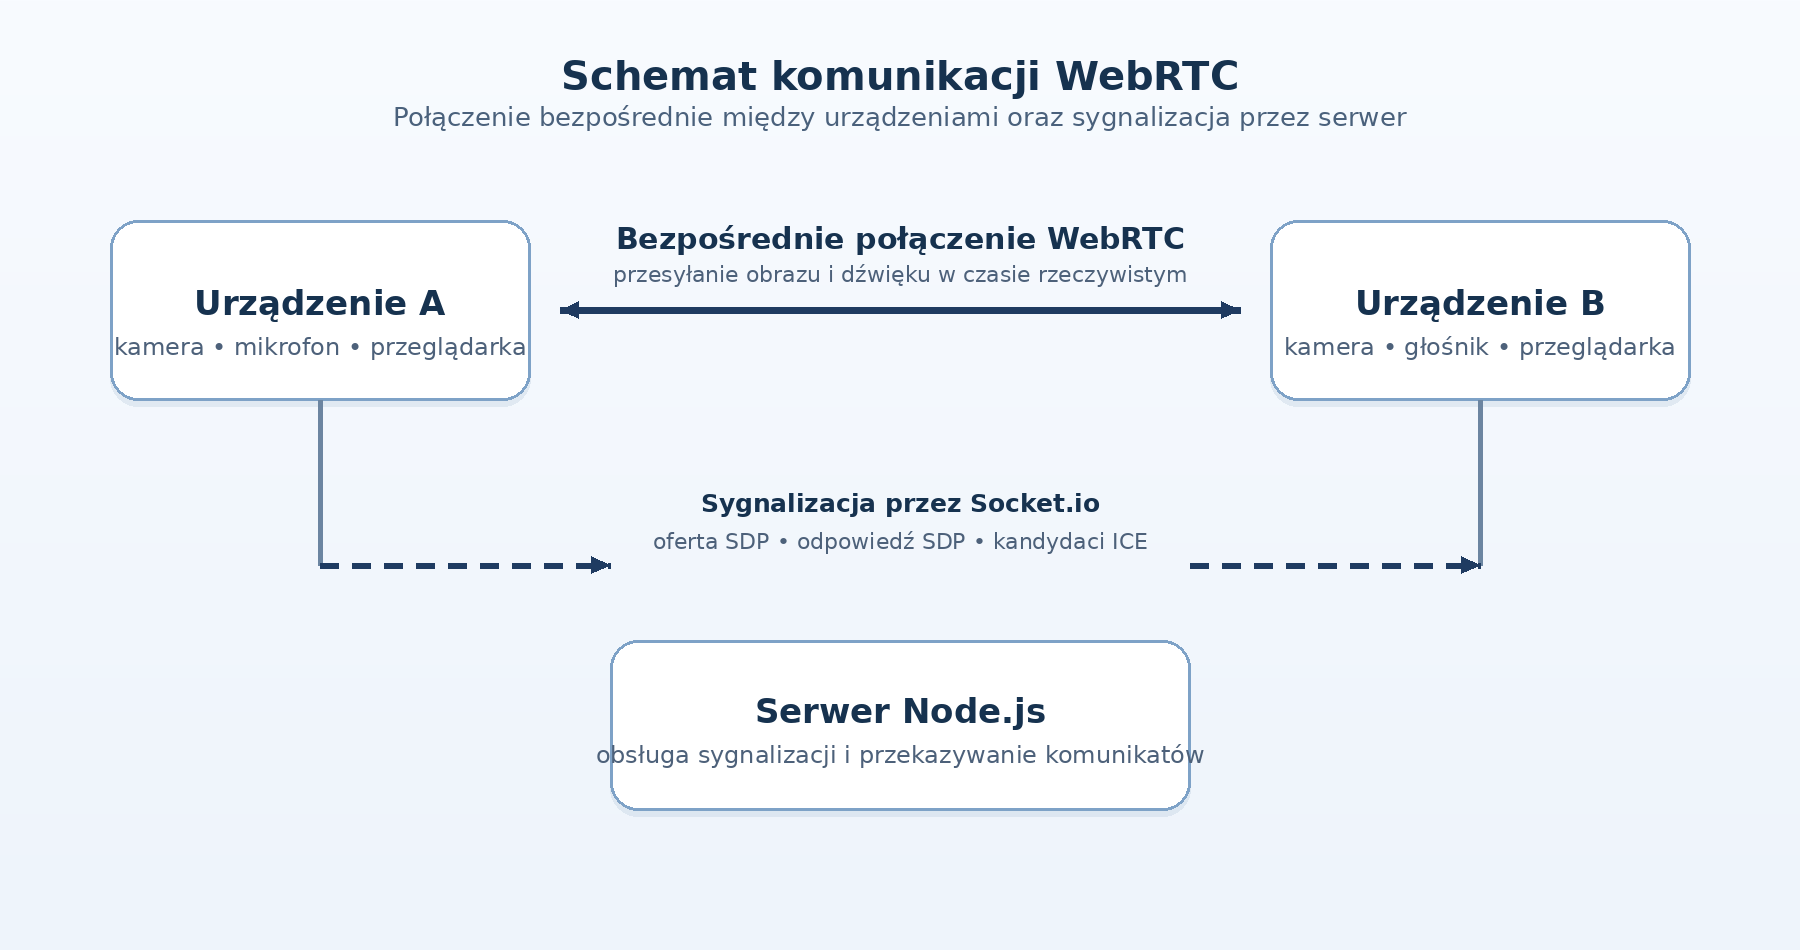 Schemat komunikacji WebRTC
Połączenie bezpośrednie między urządzeniami oraz sygnalizacja przez serwer
Bezpośrednie połączenie WebRTC
przesyłanie obrazu i dźwięku w czasie rzeczywistym
Urządzenie A
kamera • mikrofon • przeglądarka
Urządzenie B
kamera • głośnik • przeglądarka
Sygnalizacja przez Socket.io
oferta SDP • odpowiedź SDP • kandydaci ICE
Serwer Node.js
obsługa sygnalizacji i przekazywanie komunikatów